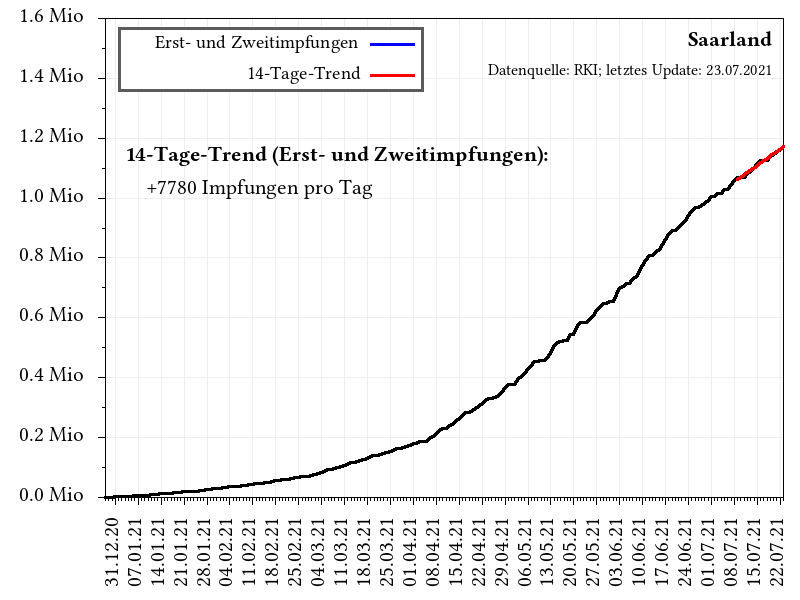 1.6 Mio
1.4 Mio
1.2 Mio
1.0 Mio
0.8 Mio
0.6 Mio
0.4 Mio
0.2 Mio
0.0 Mio
Erst- und Zweitimpfungen
14-Tage-Trend
Saarland
Datenquelle: RKI; letztes Update: 23.07.2021
14-Tage-Trend (Erst- und Zweitimpfungen):
+7780 Impfungen pro Tag
31.12.20
07.01.21
14.01.21
21.01.21
28.01.21
04.02.21
11.02.21
18.02.21
25.02.21
04.03.21
11.03.21
18.03.21
25.03.21
01.04.21
08.04.21
15.04.21
22.04.21
29.04.21
06.05.21
13.05.21
20.05.21
27.05.21
03.06.21
10.06.21
17.06.21
24.06.21
01.07.21
08.07.21
15.07.21
22.07.21